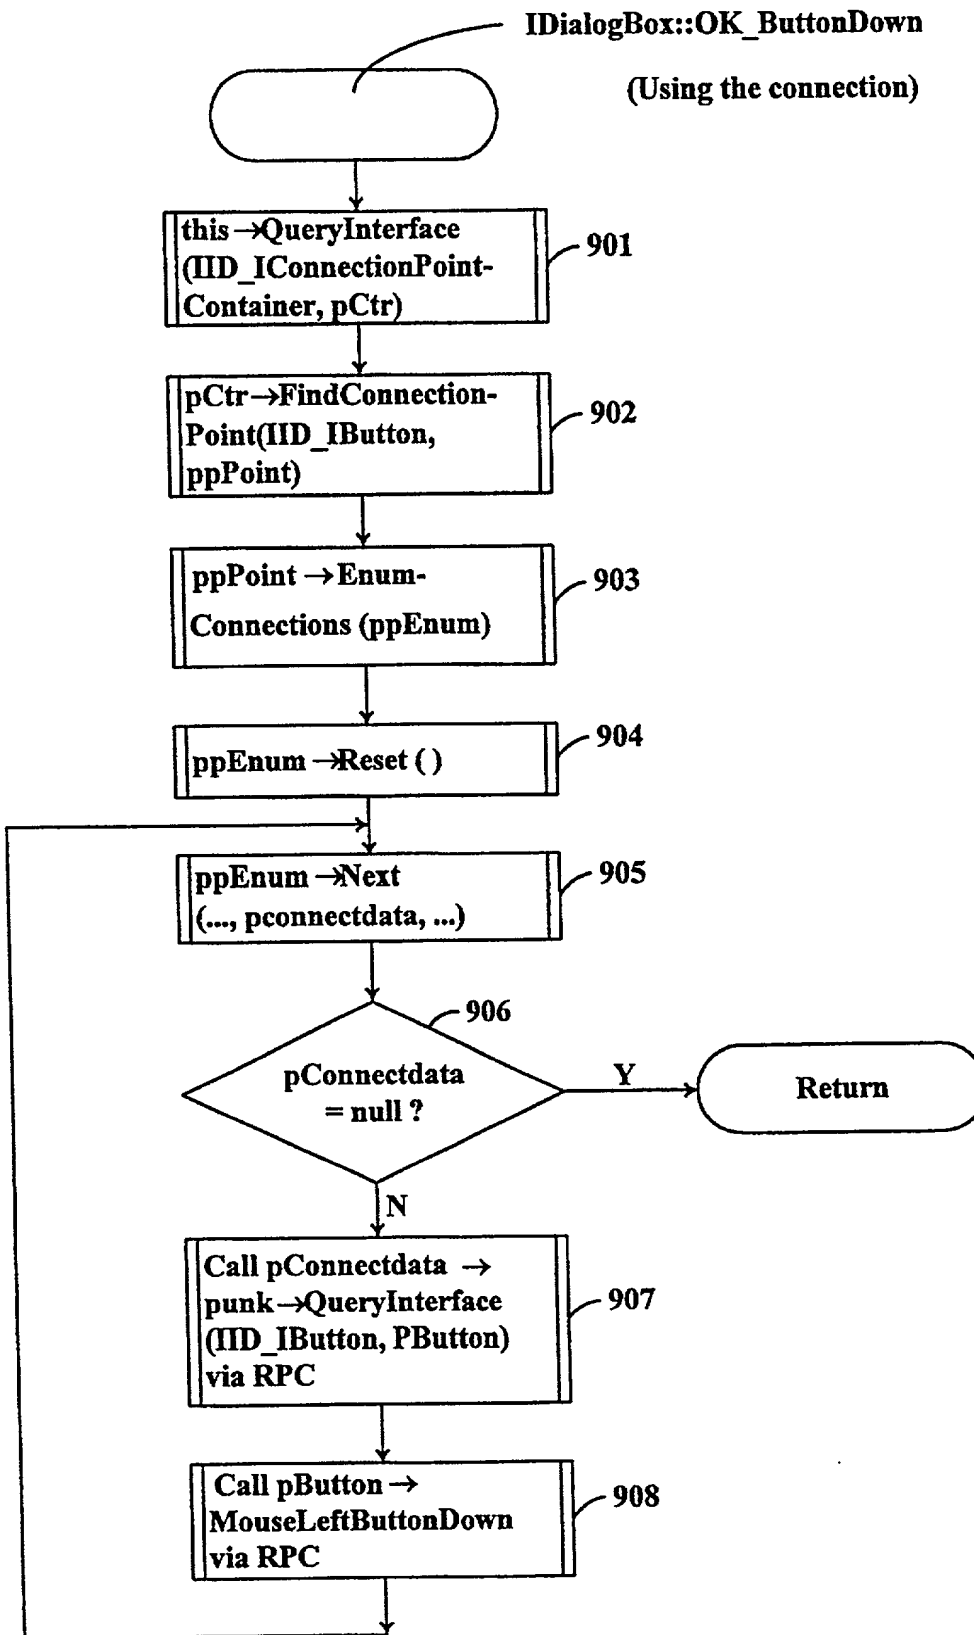 IDialogBox::OK_ButtonDown
(Using the connection)
this→QueryInterface
(IID_IConnectionPoint-
Container, pCtr)
901
pCtr→FindConnection-
Point(IID_IButton,
ppPoint)
902
ppPoint→Enum-
Connections (ppEnum)
903
ppEnum→Reset ( )
904
ppEnum→Next
(..., pconnectdata, ...)
905
906
pConnectdata
= null ?
Y
Return
N
Call pConnectdata →
punk→QueryInterface
(IID_IButton, PButton)
via RPC
907
Call pButton→
MouseLeftButtonDown
via RPC
908